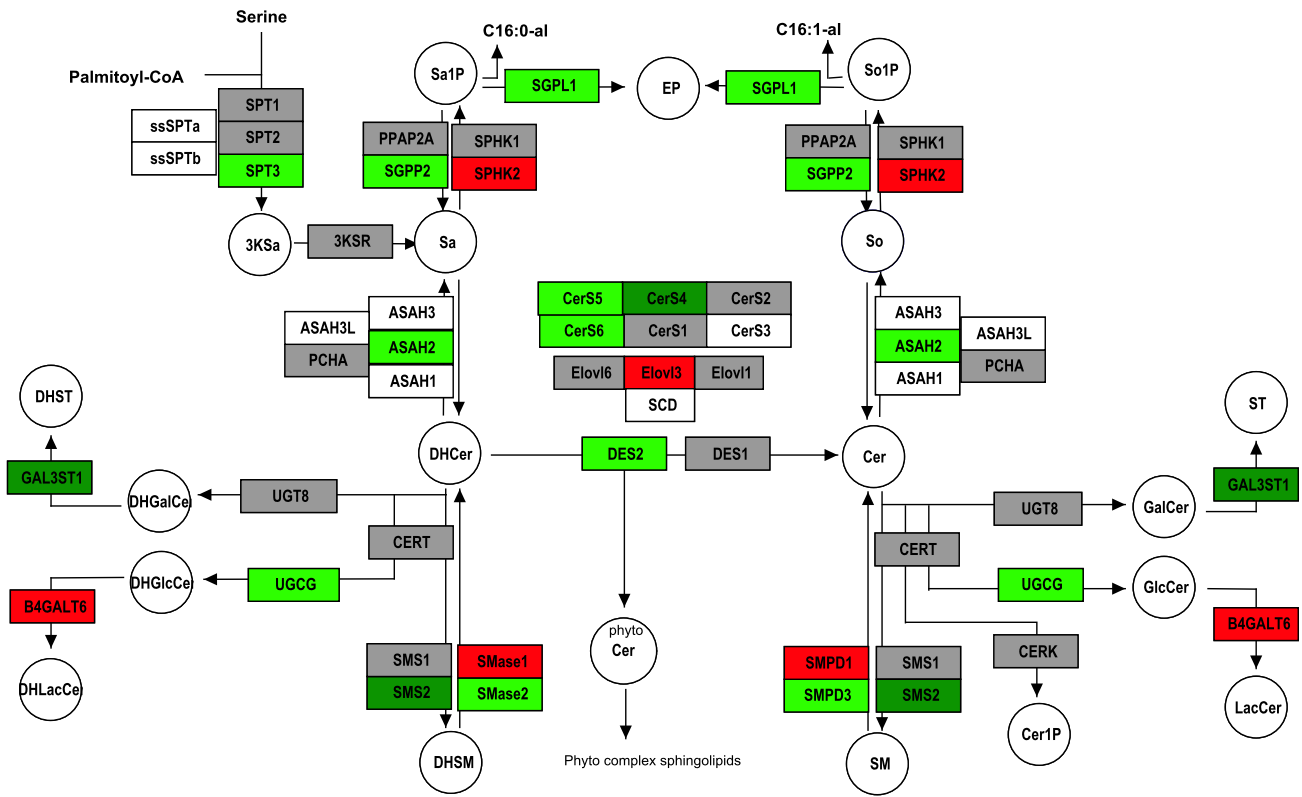 Serine
C16:0-al
C16:1-al
Palmitoyl-CoA
Sa1P
SGPL1
EP
SGPL1
So1P
SPT1
ssSPTa
SPT2
ssSPTb
SPT3
PPAP2A
SPHK1
SGPP2
SPHK2
PPAP2A
SPHK1
SGPP2
SPHK2
3KSa
3KSR
Sa
So
CerS5
CerS4
CerS2
CerS6
CerS1
CerS3
Elovl6
Elovl3
Elovl1
SCD
ASAH3
ASAH3L
ASAH2
PCHA
ASAH1
ASAH3
ASAH3L
ASAH2
PCHA
ASAH1
DHST
ST
DHCer
DES2
DES1
Cer
GAL3ST1
DHGalCe
UGT8
UGT8
GalCer
GAL3ST1
CERT
CERT
DHGlcCe
UGCG
UGCG
GlcCer
B4GALT6
B4GALT6
phyto
Cer
CERK
SMS1
SMase1
SMS2
SMase2
SMPD1
SMS1
SMPD3
SMS2
DHLacCe
LacCer
Cer1P
DHSM
Phyto complex sphingolipids
SM